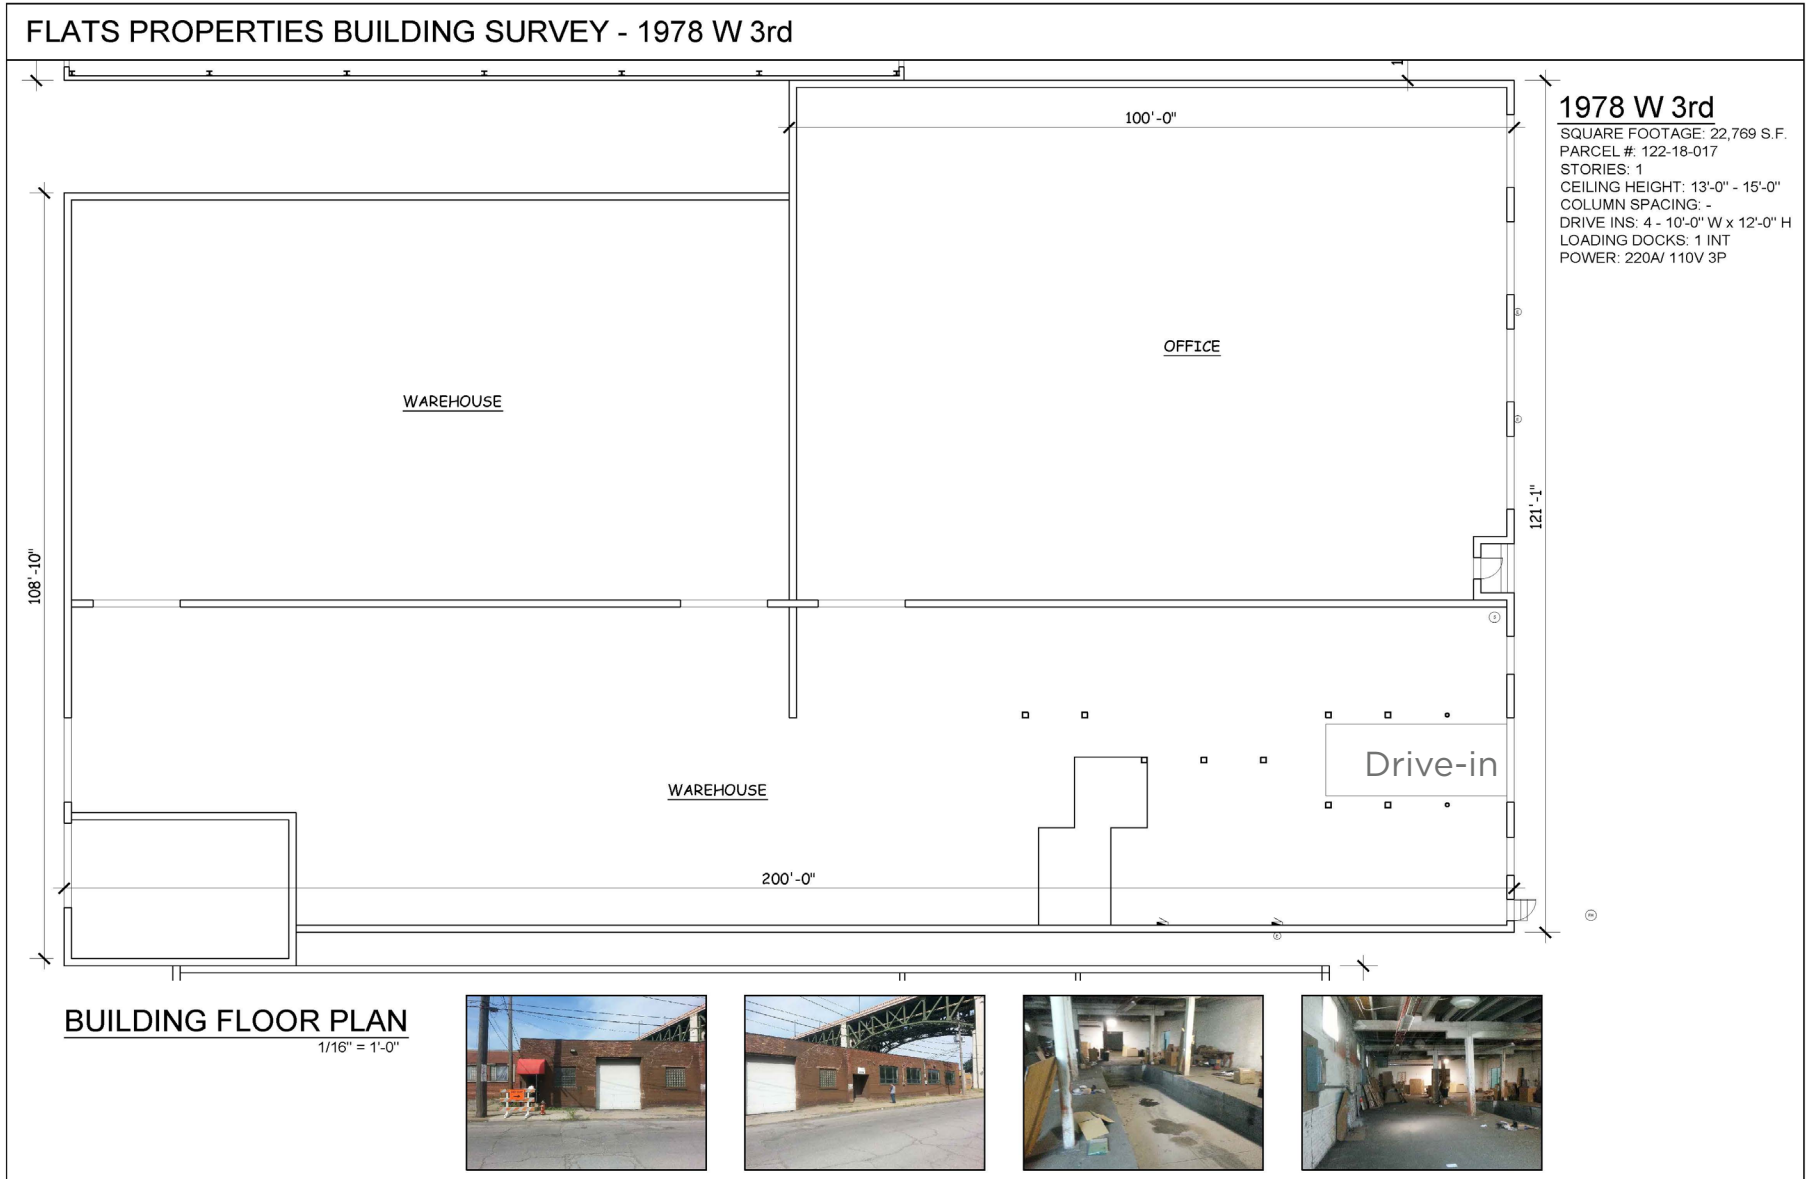 FLATS PROPERTIES BUILDING SURVEY - 1978 W 3rd
1978 W 3rd
SQUARE FOOTAGE: 22,769 S.F.
PARCEL #: 122-18-017
STORIES: 1
CEILING HEIGHT: 13'-0" - 15'-0"
COLUMN SPACING: -
DRIVE INS: 4 - 10'-0" W x 12'-0" H
LOADING DOCKS: 1 INT
POWER: 220A/ 110V 3P
100'-0"
OFFICE
WAREHOUSE
121'-1"
108'-10"
Drive-in
WAREHOUSE
200'-0"
BUILDING FLOOR PLAN
1/16" = 1'-0"